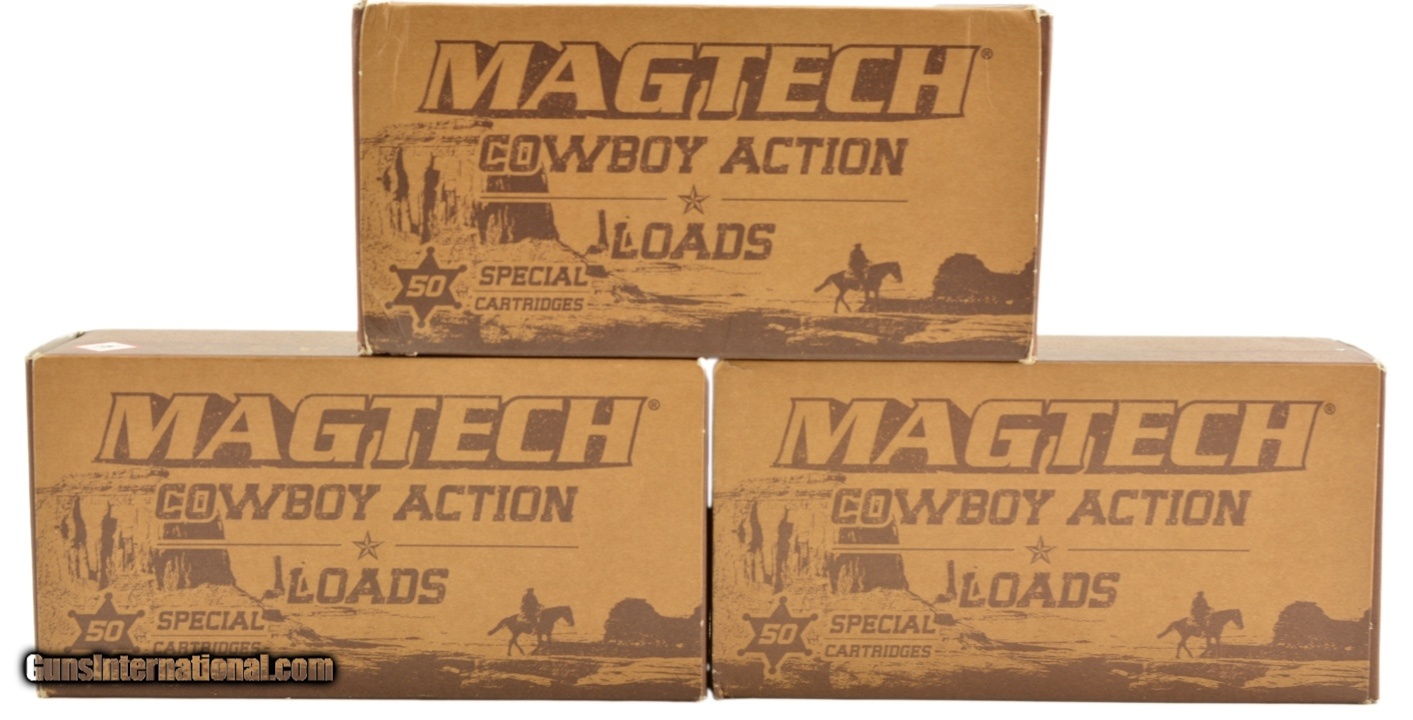 MAGTECH®
COWBOY ACTION
LOADS
50
SPECIAL
CARTRIDGES
MAGTECH®
COWBOY ACTION
LOADS
50
SPECIAL
CARTRIDGES
MAGTECH®
COWBOY ACTION
LOADS
50
SPECIAL
CARTRIDGES
GunsInternational.com